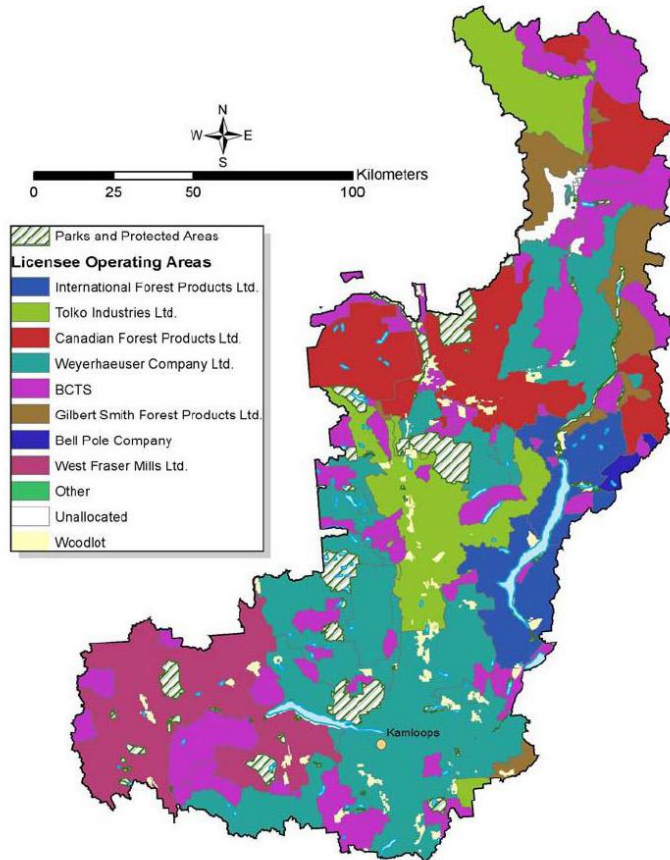 N
W E
S
Kilometers
0 25 50 100
Parks and Protected Areas
Licensee Operating Areas
International Forest Products Ltd.
Tolko Industries Ltd.
Canadian Forest Products Ltd.
Weyerhaeuser Company Ltd.
BCTS
Gilbert Smith Forest Products Ltd.
Bell Pole Company
West Fraser Mills Ltd.
Other
Unallocated
Woodlot
Kamloops